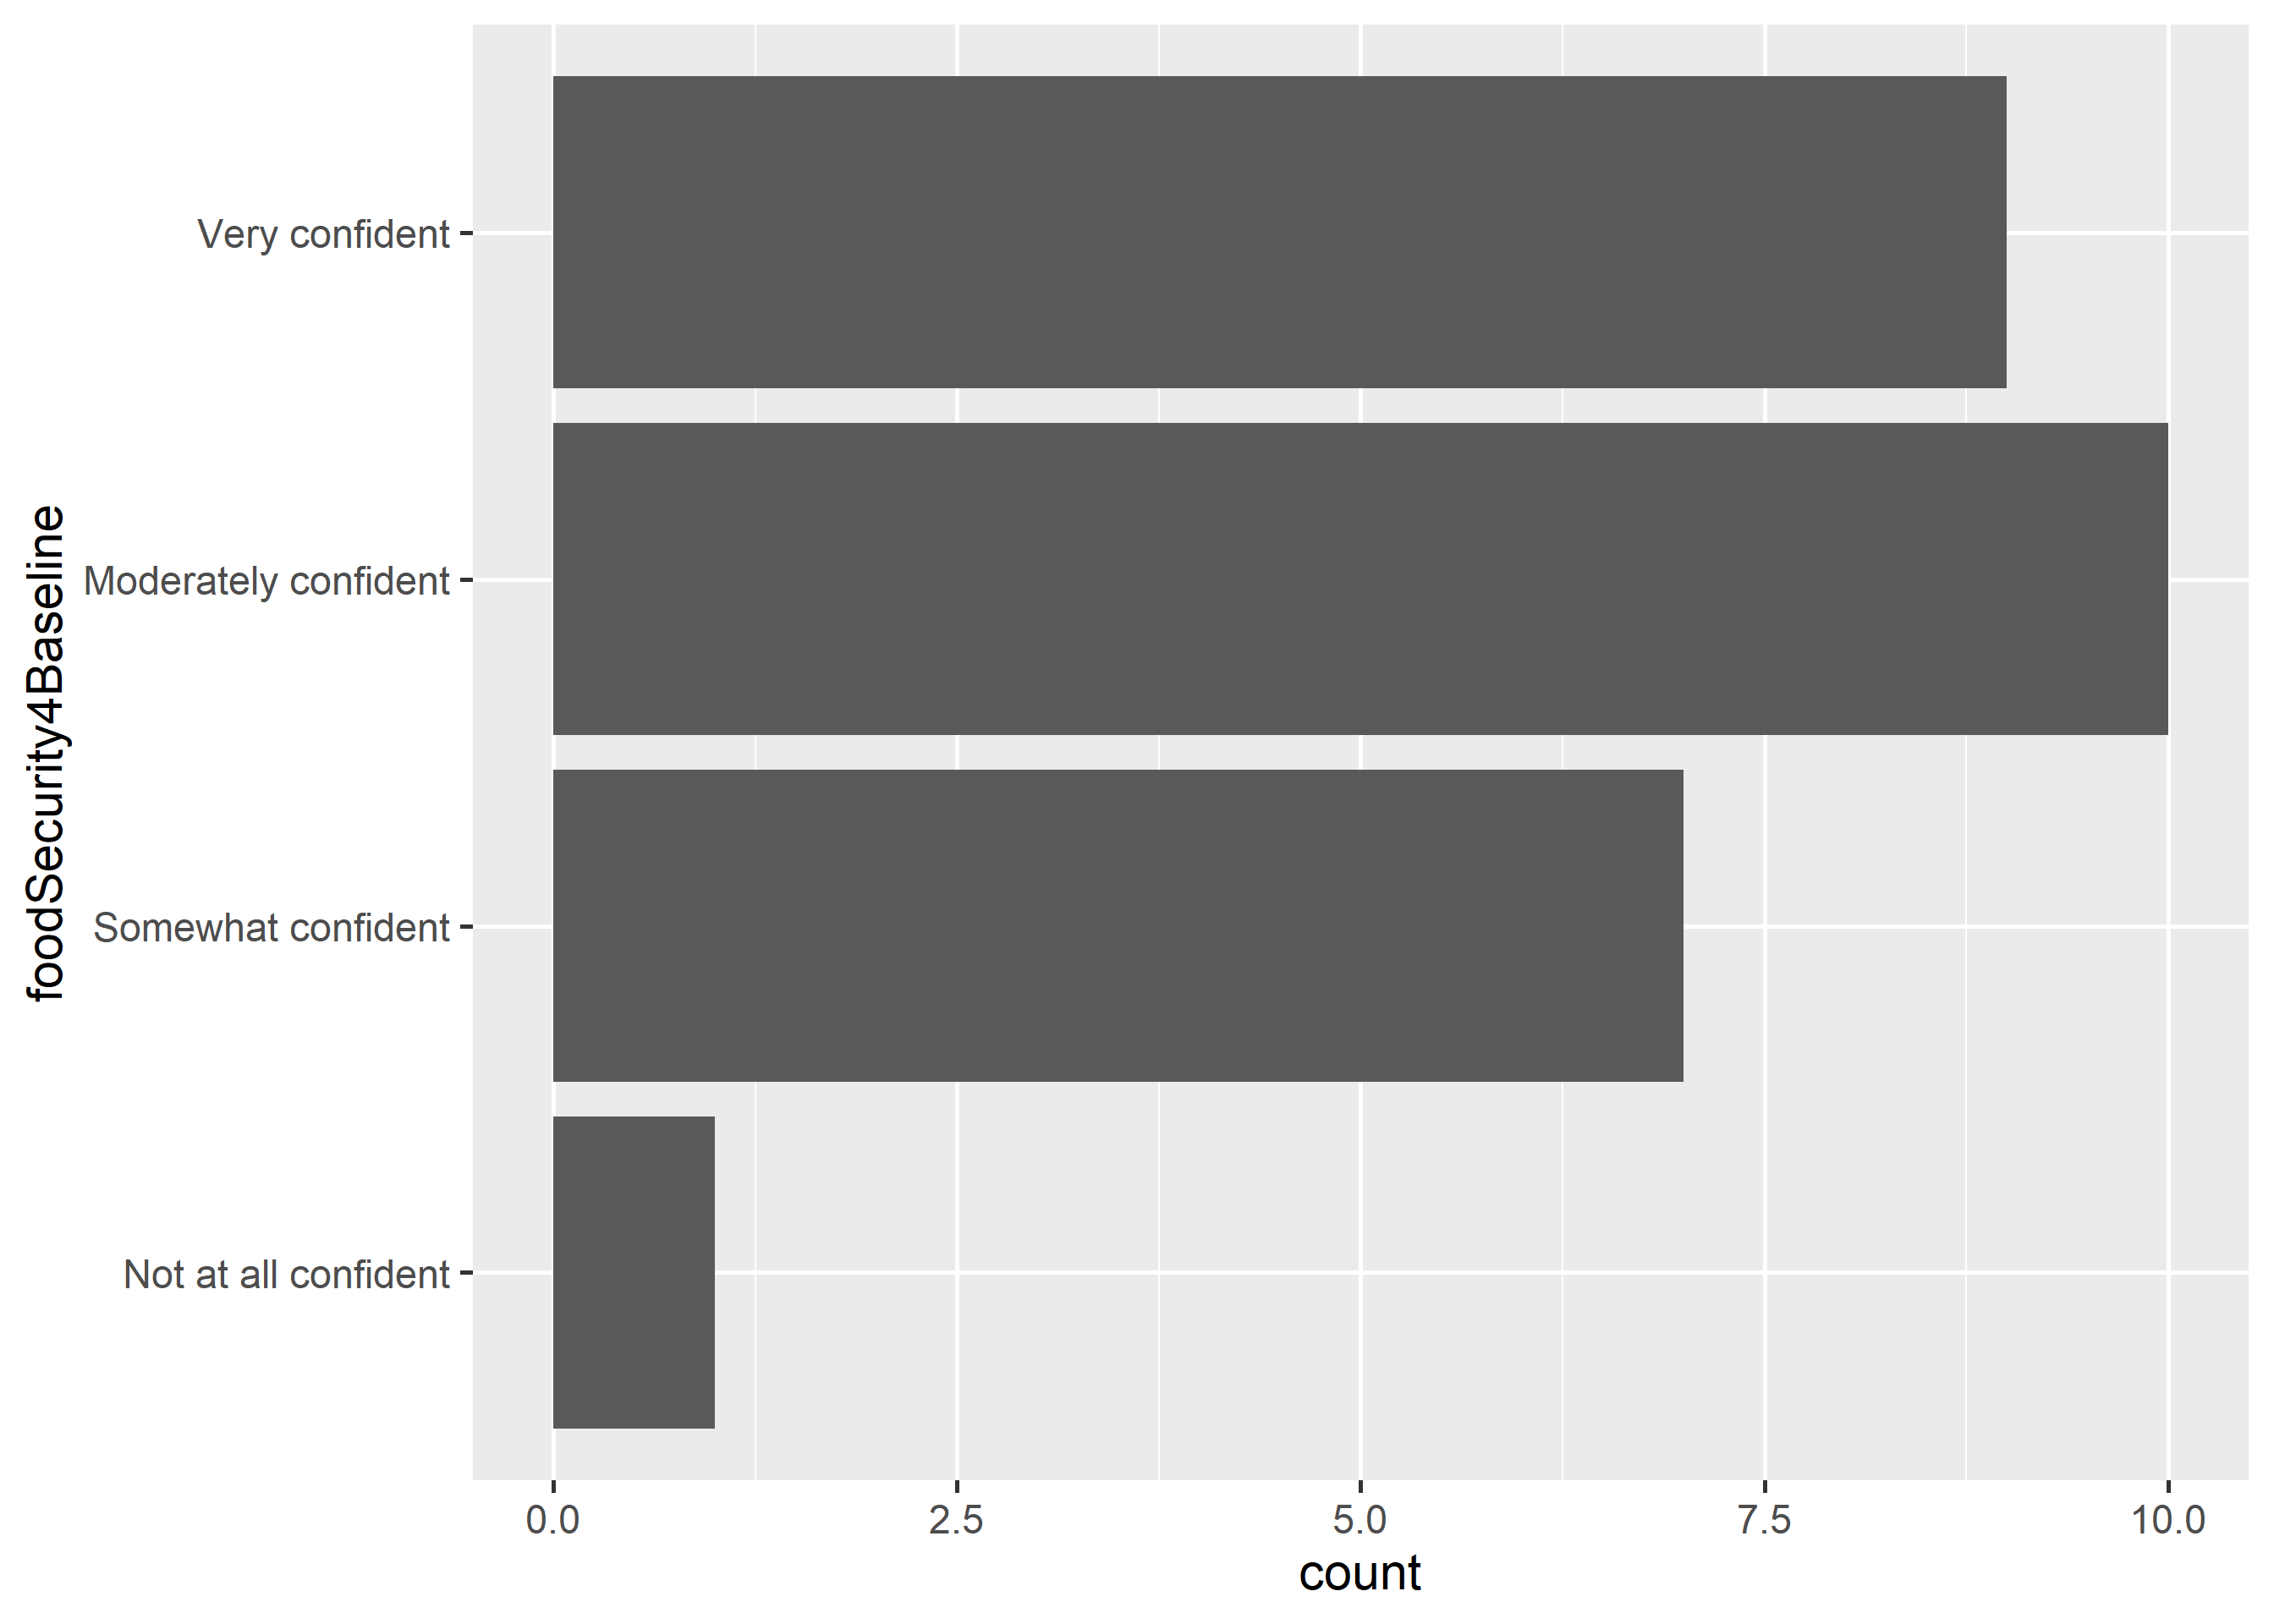 foodSecurity4Baseline
Very confident
Moderately confident
Somewhat confident
Not at all confident
0.0 2.5 5.0 7.5 10.0
count